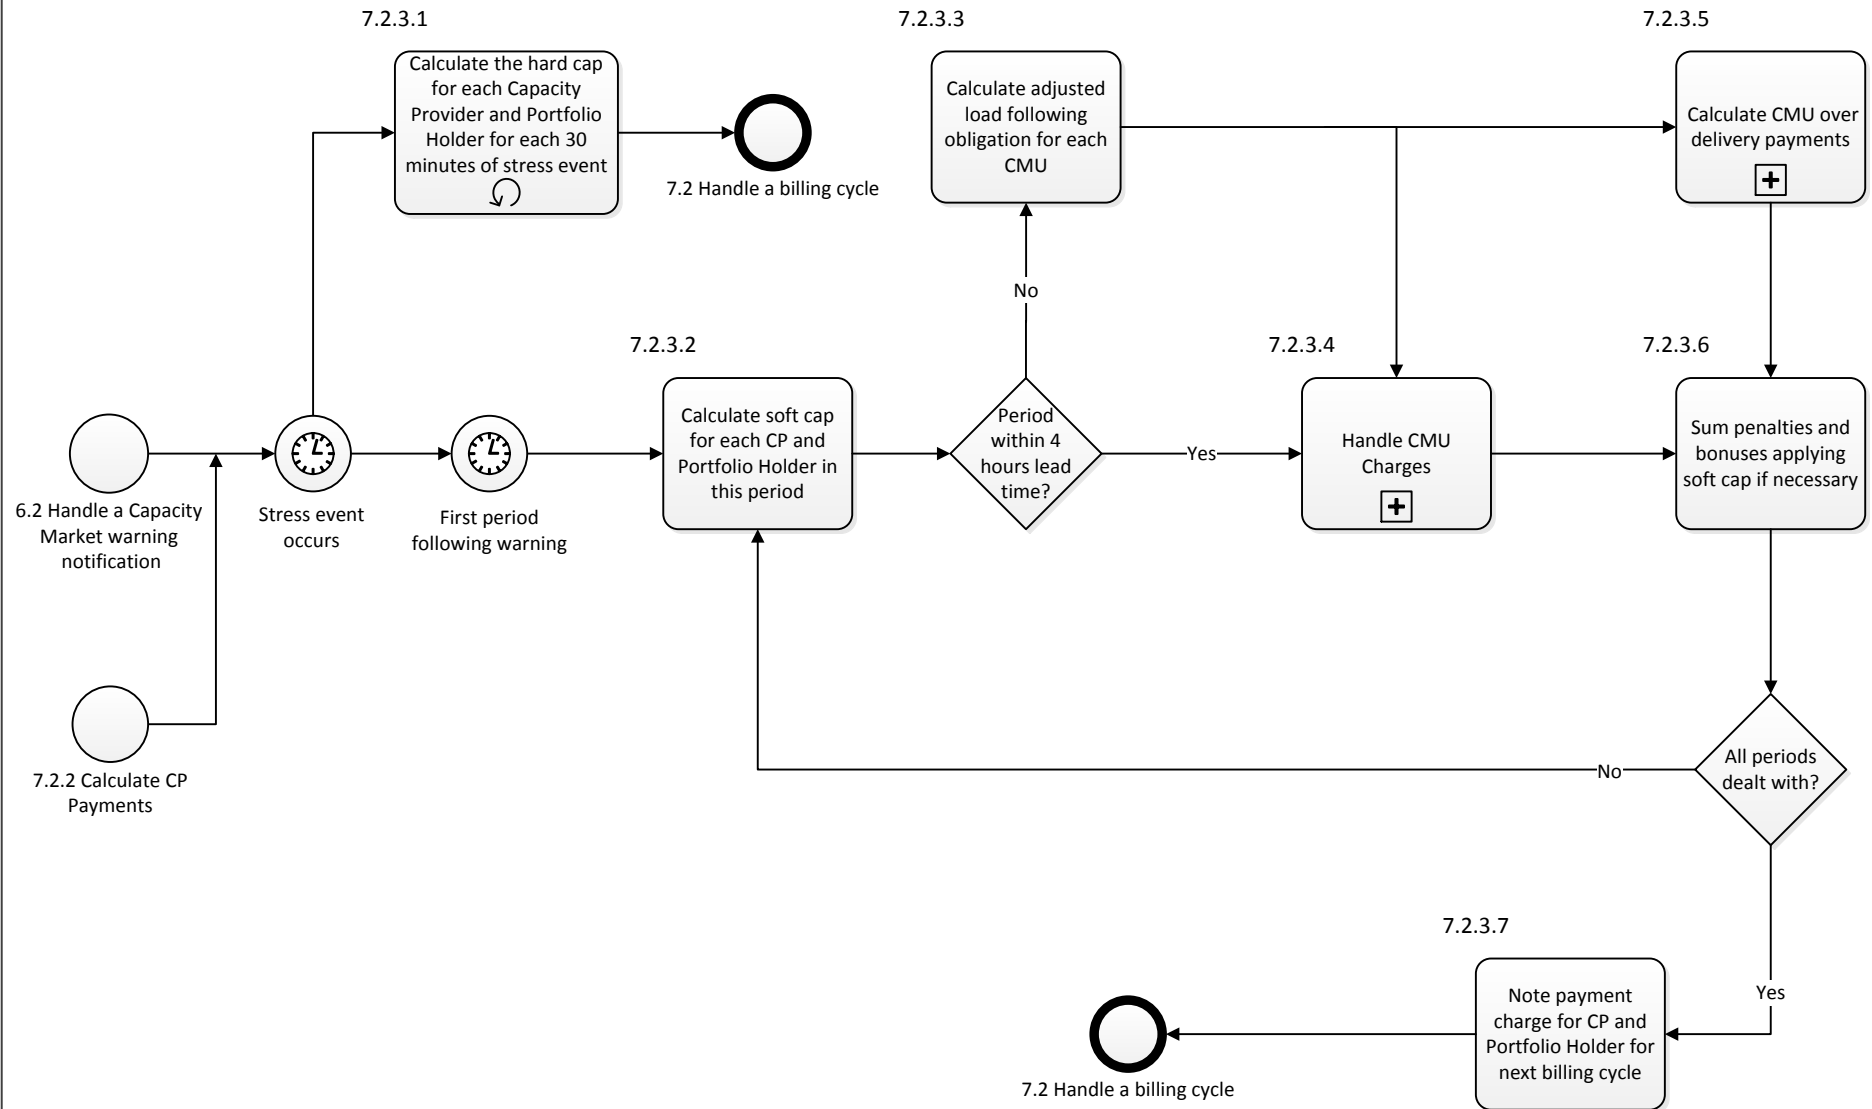 7.2.3.1
7.2.3.3
7.2.3.5
Calculate the hard cap
for each Capacity
Provider and Portfolio
Holder for each 30
minutes of stress event
7.2 Handle a billing cycle
Calculate adjusted
load following
obligation for each
CMU
Calculate CMU over
delivery payments
No
7.2.3.2
7.2.3.4
7.2.3.6
6.2 Handle a Capacity
Market warning
notification
Stress event
occurs
First period
following warning
Calculate soft cap
for each CP and
Portfolio Holder in
this period
Period
within 4
hours lead
time?
Yes
Handle CMU
Charges
Sum penalties and
bonuses applying
soft cap if necessary
7.2.2 Calculate CP
Payments
No
All periods
dealt with?
Yes
7.2.3.7
Note payment
charge for CP and
Portfolio Holder for
next billing cycle
7.2 Handle a billing cycle